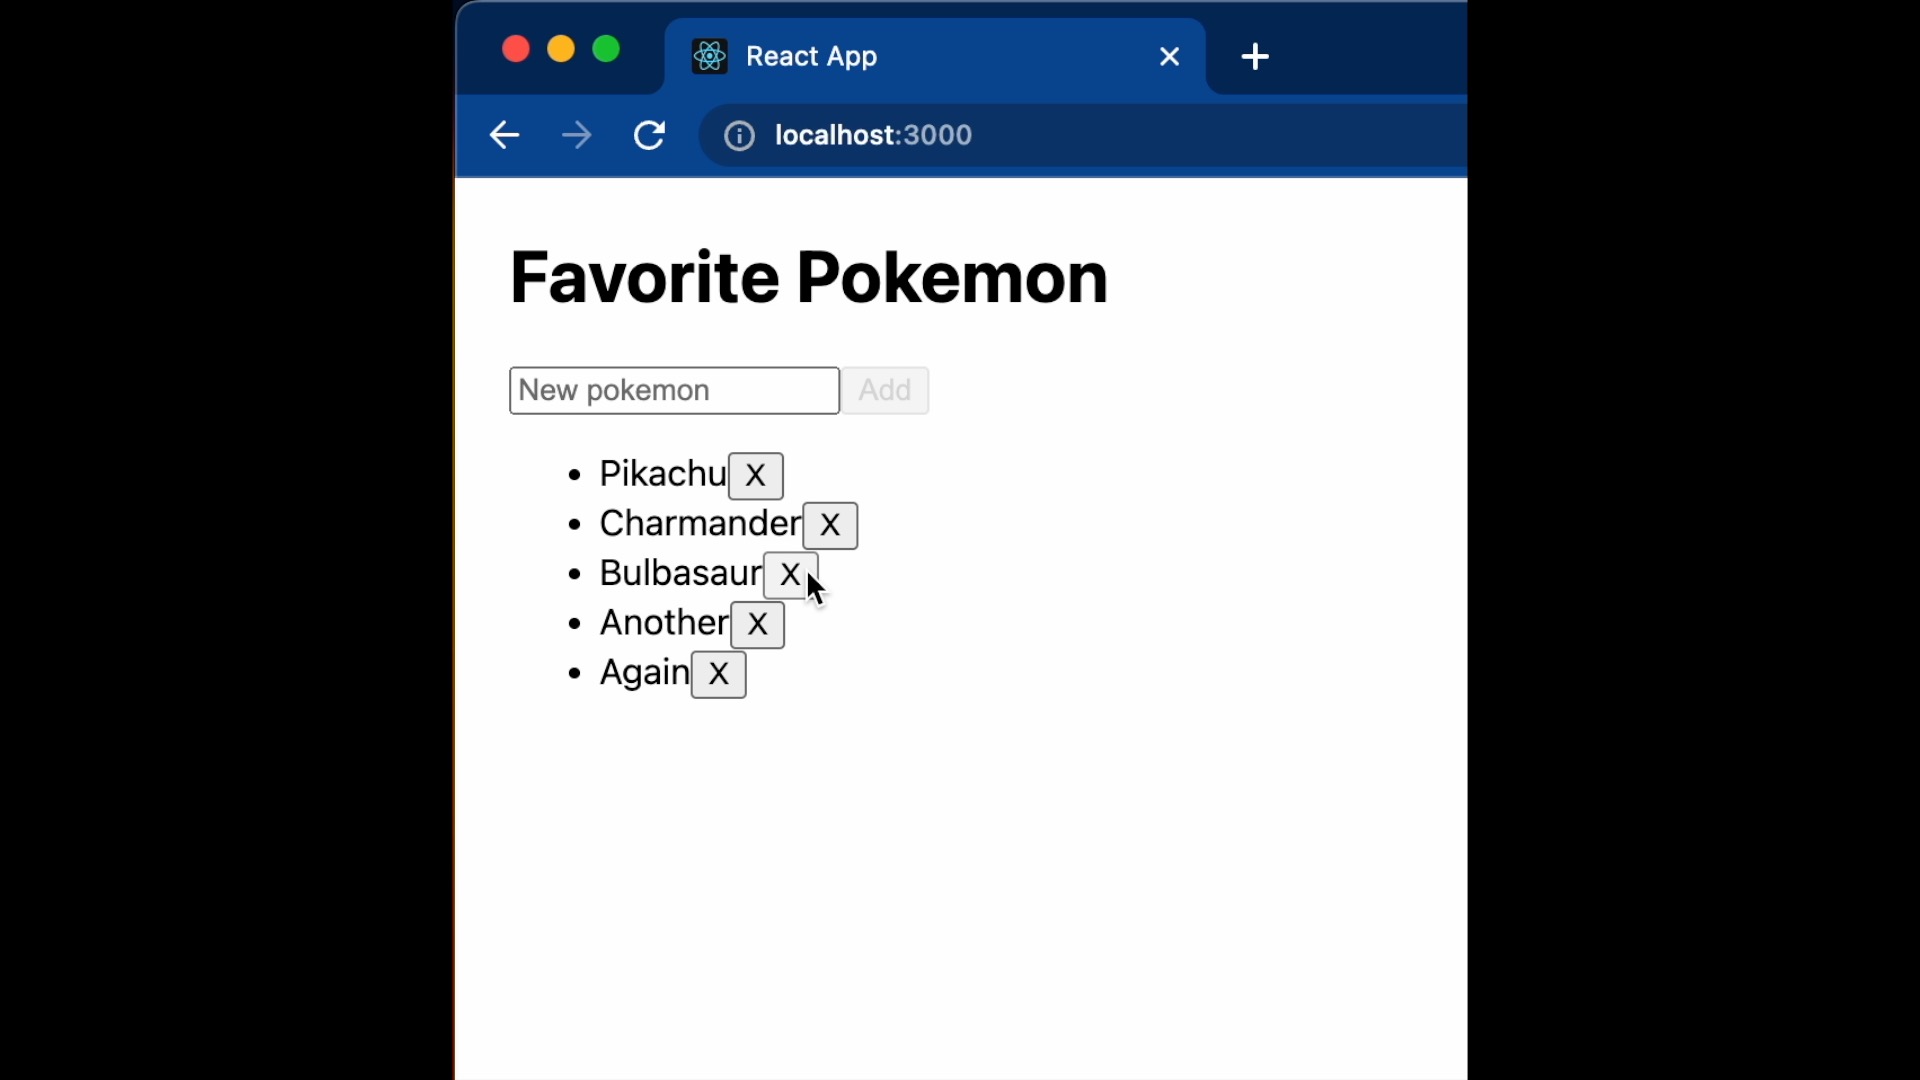 React App
localhost:3000
Favorite Pokemon
New pokemon Add
Pikachu X
Charmander X
Bulbasaur X
Another X
Again X